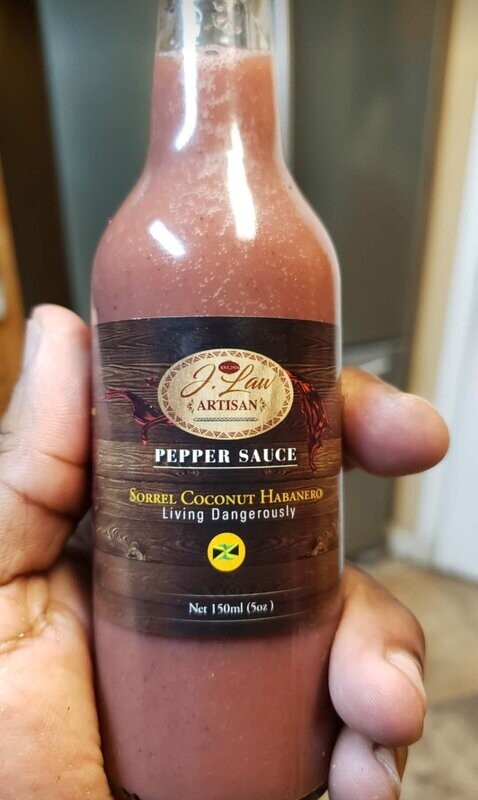 J. Law
ARTISAN
PEPPER SAUCE
SORREL COCONUT HABANERO
Living Dangerously
Net 150ml (5oz )